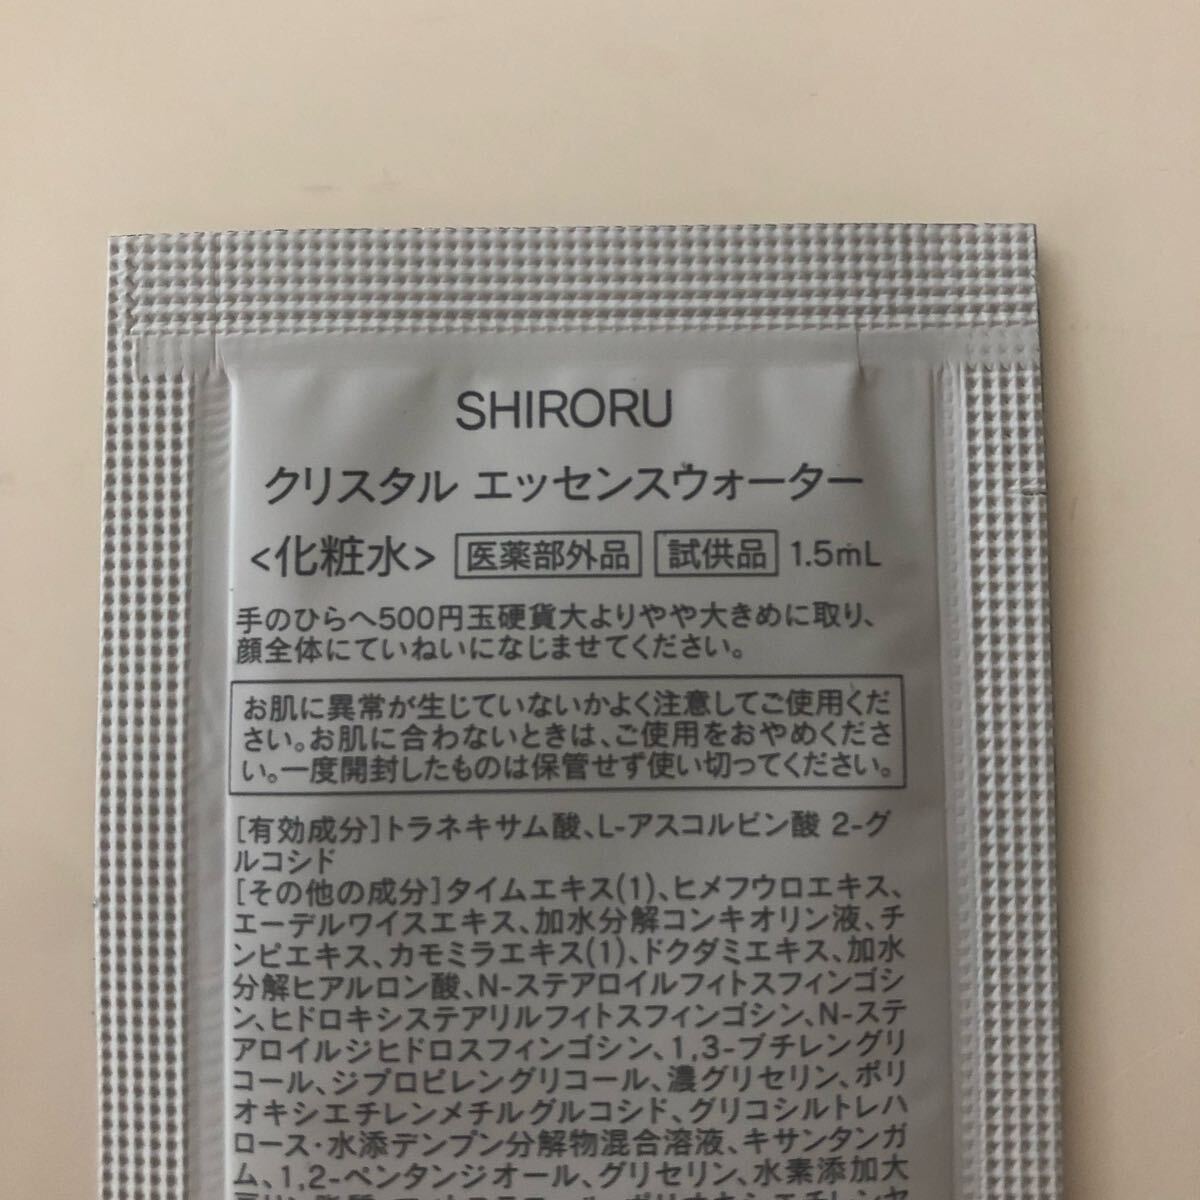 SHIRORU
クリスタル エッセンスウォーター
<化粧水> 医薬部外品 試供品 1.5mL
手のひらへ500円玉硬貨大よりやや大きめに取り、
顔全体にていねいになじませてください。
お肌に異常が生じていないかよく注意してご使用くだ
さい。お肌に合わないときは、ご使用をおやめくださ
い。一度開封したものは保管せず使い切ってください。
[有効成分]トラネキサム酸、L-アスコルビン酸 2-グ
ルコシド
[その他の成分]タイムエキス(1)、ヒメフウロエキス、
エーデルワイスエキス、加水分解コンキオリン液、チ
ンピエキス、カモミラエキス(1)、ドクダミエキス、加水
分解ヒアルロン酸、N-ステアロイルフィトスフィンゴシ
ン、ヒドロキシステアリルフィトスフィンゴシン、N-ステ
アロイルジヒドロスフィンゴシン、1,3-ブチレングリ
コール、ジプロピレングリコール、濃グリセリン、ポリ
オキシエチレンメチルグルコシド、グリコシルトレハ
ロース・水添デンプン分解物混合溶液、キサンタンガ
ム、1,2-ペンタンジオール、グリセリン、水素添加大